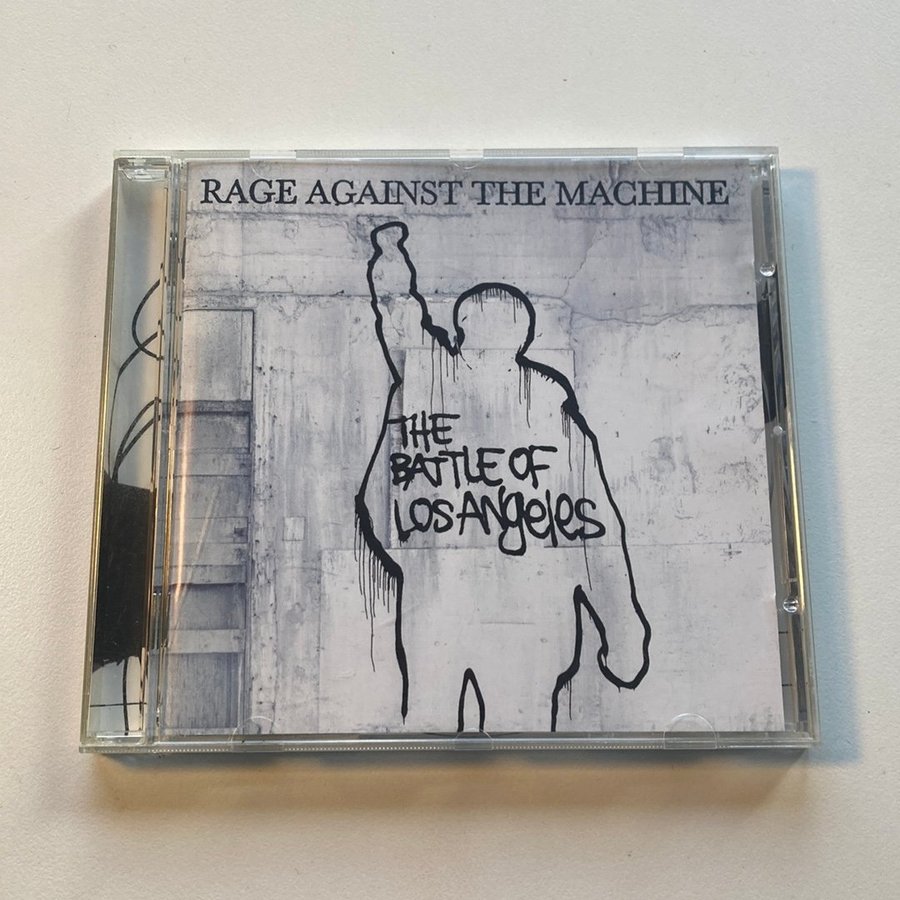 RAGE AGAINST THE MACHINE
THE
BATTLE OF
LOS ANgeles